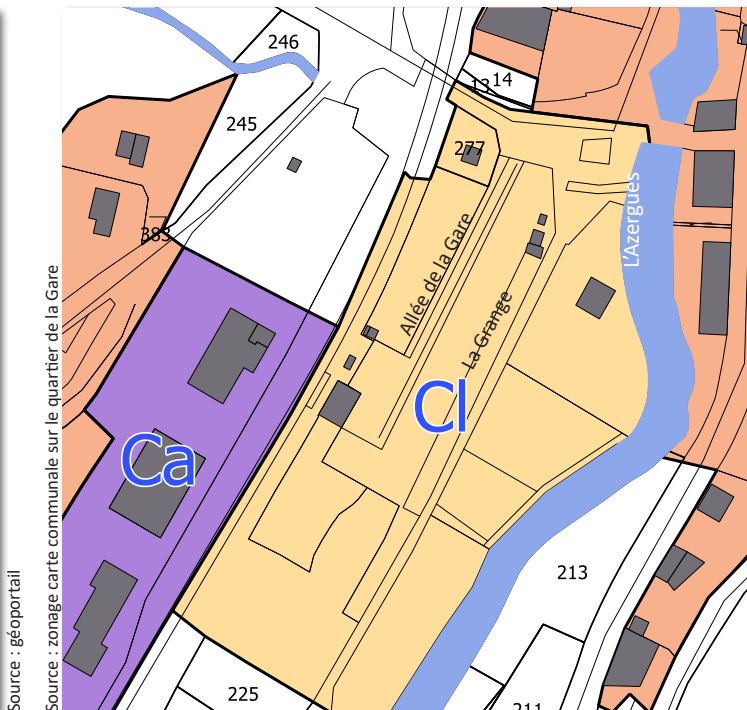 246
14
13
245
277
383
L'Azergues
Allée de la Gare
La Grange
Cl
Ca
213
225
211
Source : géoportail
Source : zonage carte communale sur le quartier de la Gare